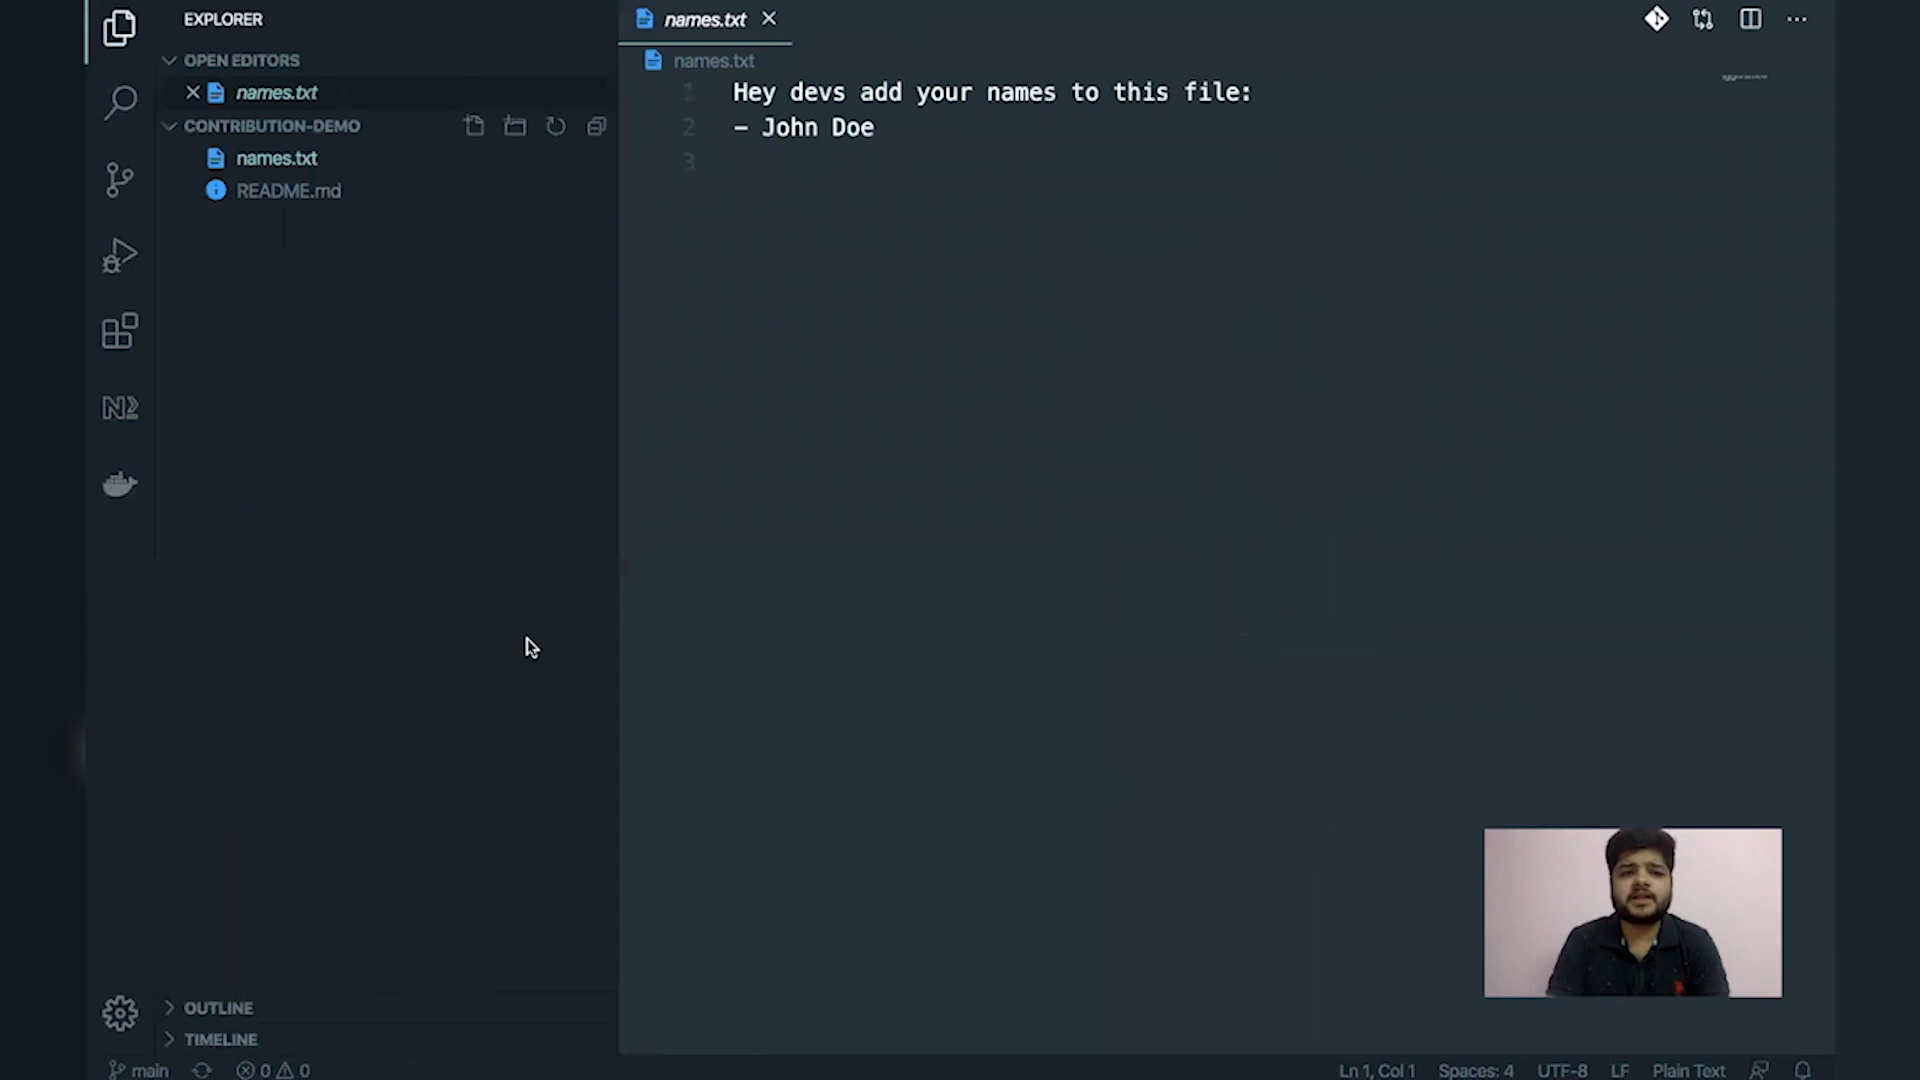 EXPLORER
OPEN EDITORS
names.txt
CONTRIBUTION-DEMO
names.txt
README.md
OUTLINE
TIMELINE
names.txt
names.txt
1 Hey devs add your names to this file:
2 - John Doe
3
main 0 0
Ln 1, Col 1 Spaces: 4 UTF-8 LF Plain Text